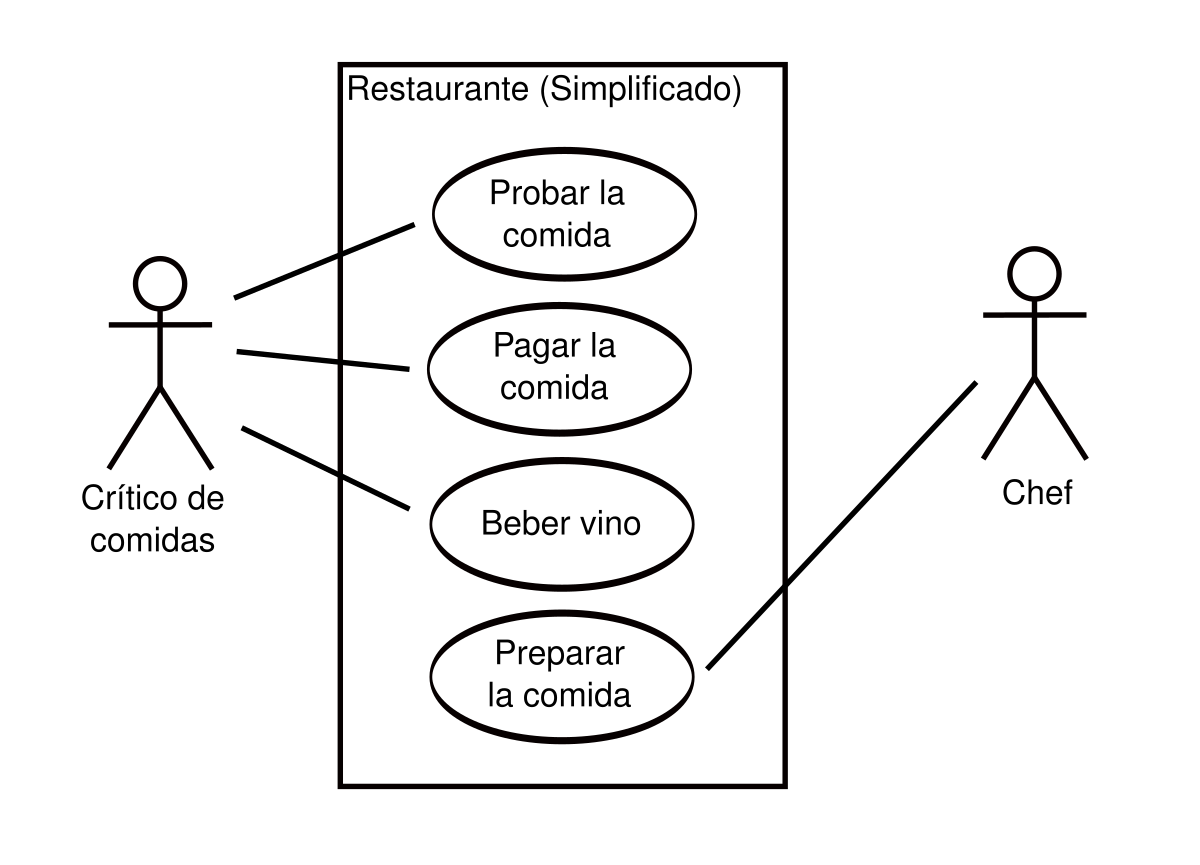 Restaurante (Simplificado)
Probar la
comida
Pagar la
comida
Beber vino
Preparar
la comida
Crítico de
comidas
Chef